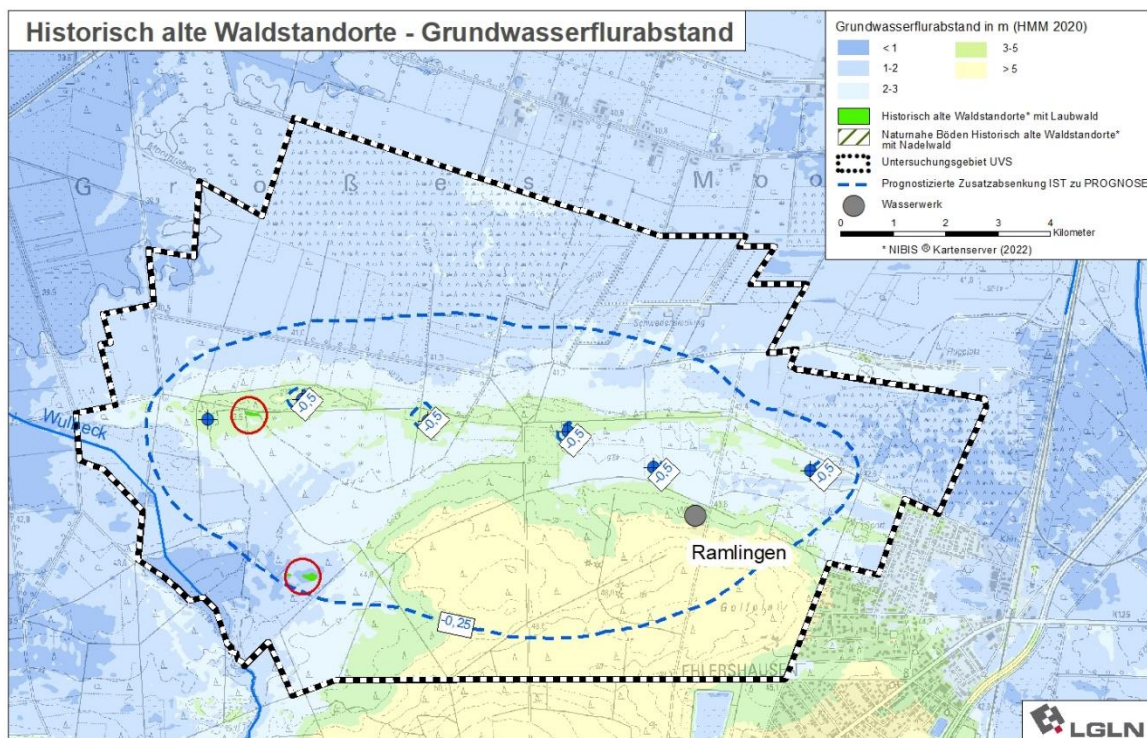 Historisch alte Waldstandorte - Grundwasserflurabstand
Grundwasserflurabstand in m (HMM 2020)
< 1
3-5
1-2
> 5
2-3
Historisch alte Waldstandorte* mit Laubwald
Naturnahe Böden Historisch alte Waldstandorte*
mit Nadelwald
Untersuchungsgebiet UVS
Prognostizierte Zusatzabsenkung IST zu PROGNOSE
Wasserwerk
0 1 2 3 4
Kilometer
* NIBIS ® Kartenserver (2022)
Großes Moo
Wulbeck
-0,5
-0,5
-0,5
-0,5
-0,5
Ramlingen
Golfplatz
-0,25
EHLERSHAUSE
LGLN